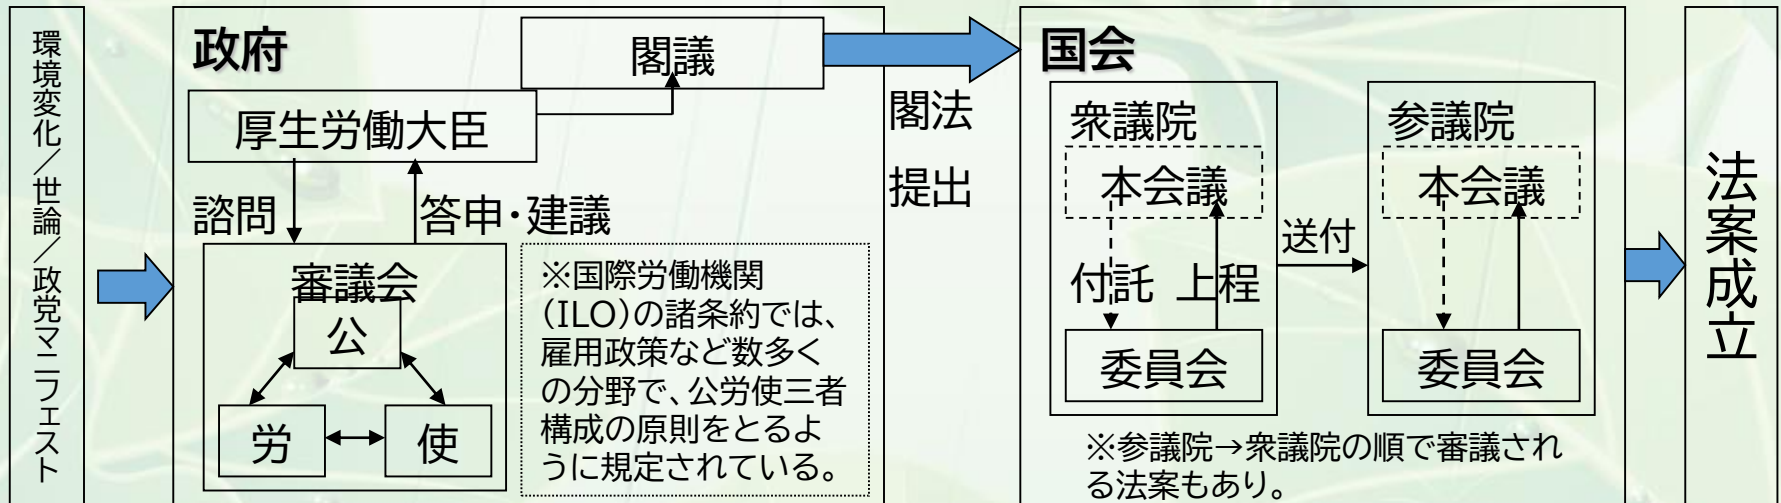 環境変化／世論／政党マニフェスト
政府
閣議
厚生労働大臣
諮問
答申・建議
審議会
公
労
使
※国際労働機関
(ILO)の諸条約では、
雇用政策など数多く
の分野で、公労使三者
構成の原則をとるよ
うに規定されている。
閣法
提出
国会
衆議院
本会議
付託
上程
委員会
送付
参議院
本会議
委員会
※参議院→衆議院の順で審議され
る法案もあり。
法案成立